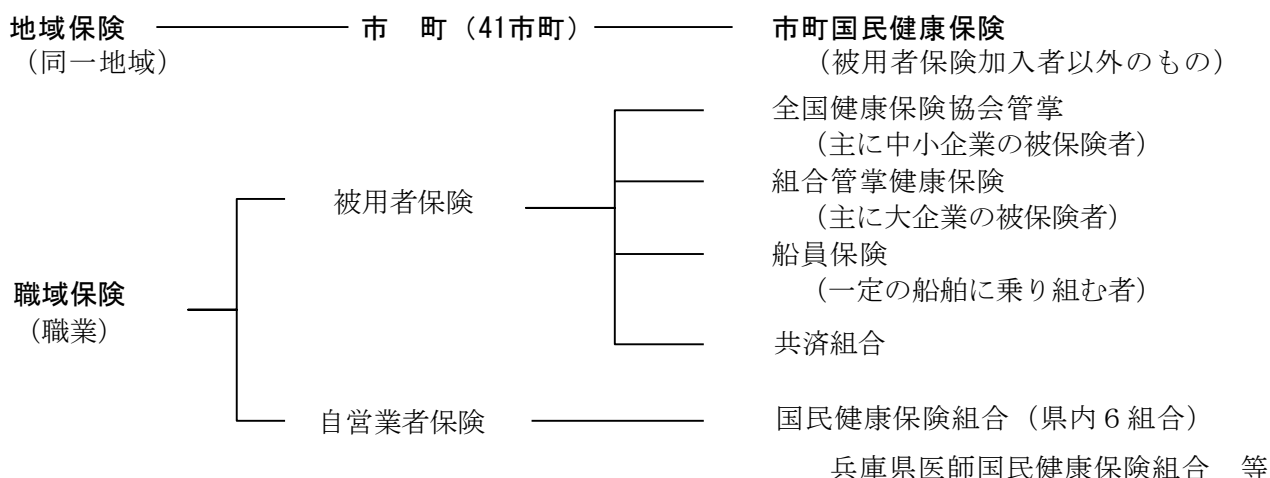 地域保険 市 町（41市町） 市町国民健康保険
（同一地域） （被用者保険加入者以外のもの）
全国健康保険協会管掌
（主に中小企業の被保険者）
組合管掌健康保険
被用者保険
（主に大企業の被保険者）
船員保険
職域保険
（一定の船舶に乗り組む者）
（職業）
共済組合
自営業者保険 国民健康保険組合（県内６組合）
兵庫県医師国民健康保険組合 等